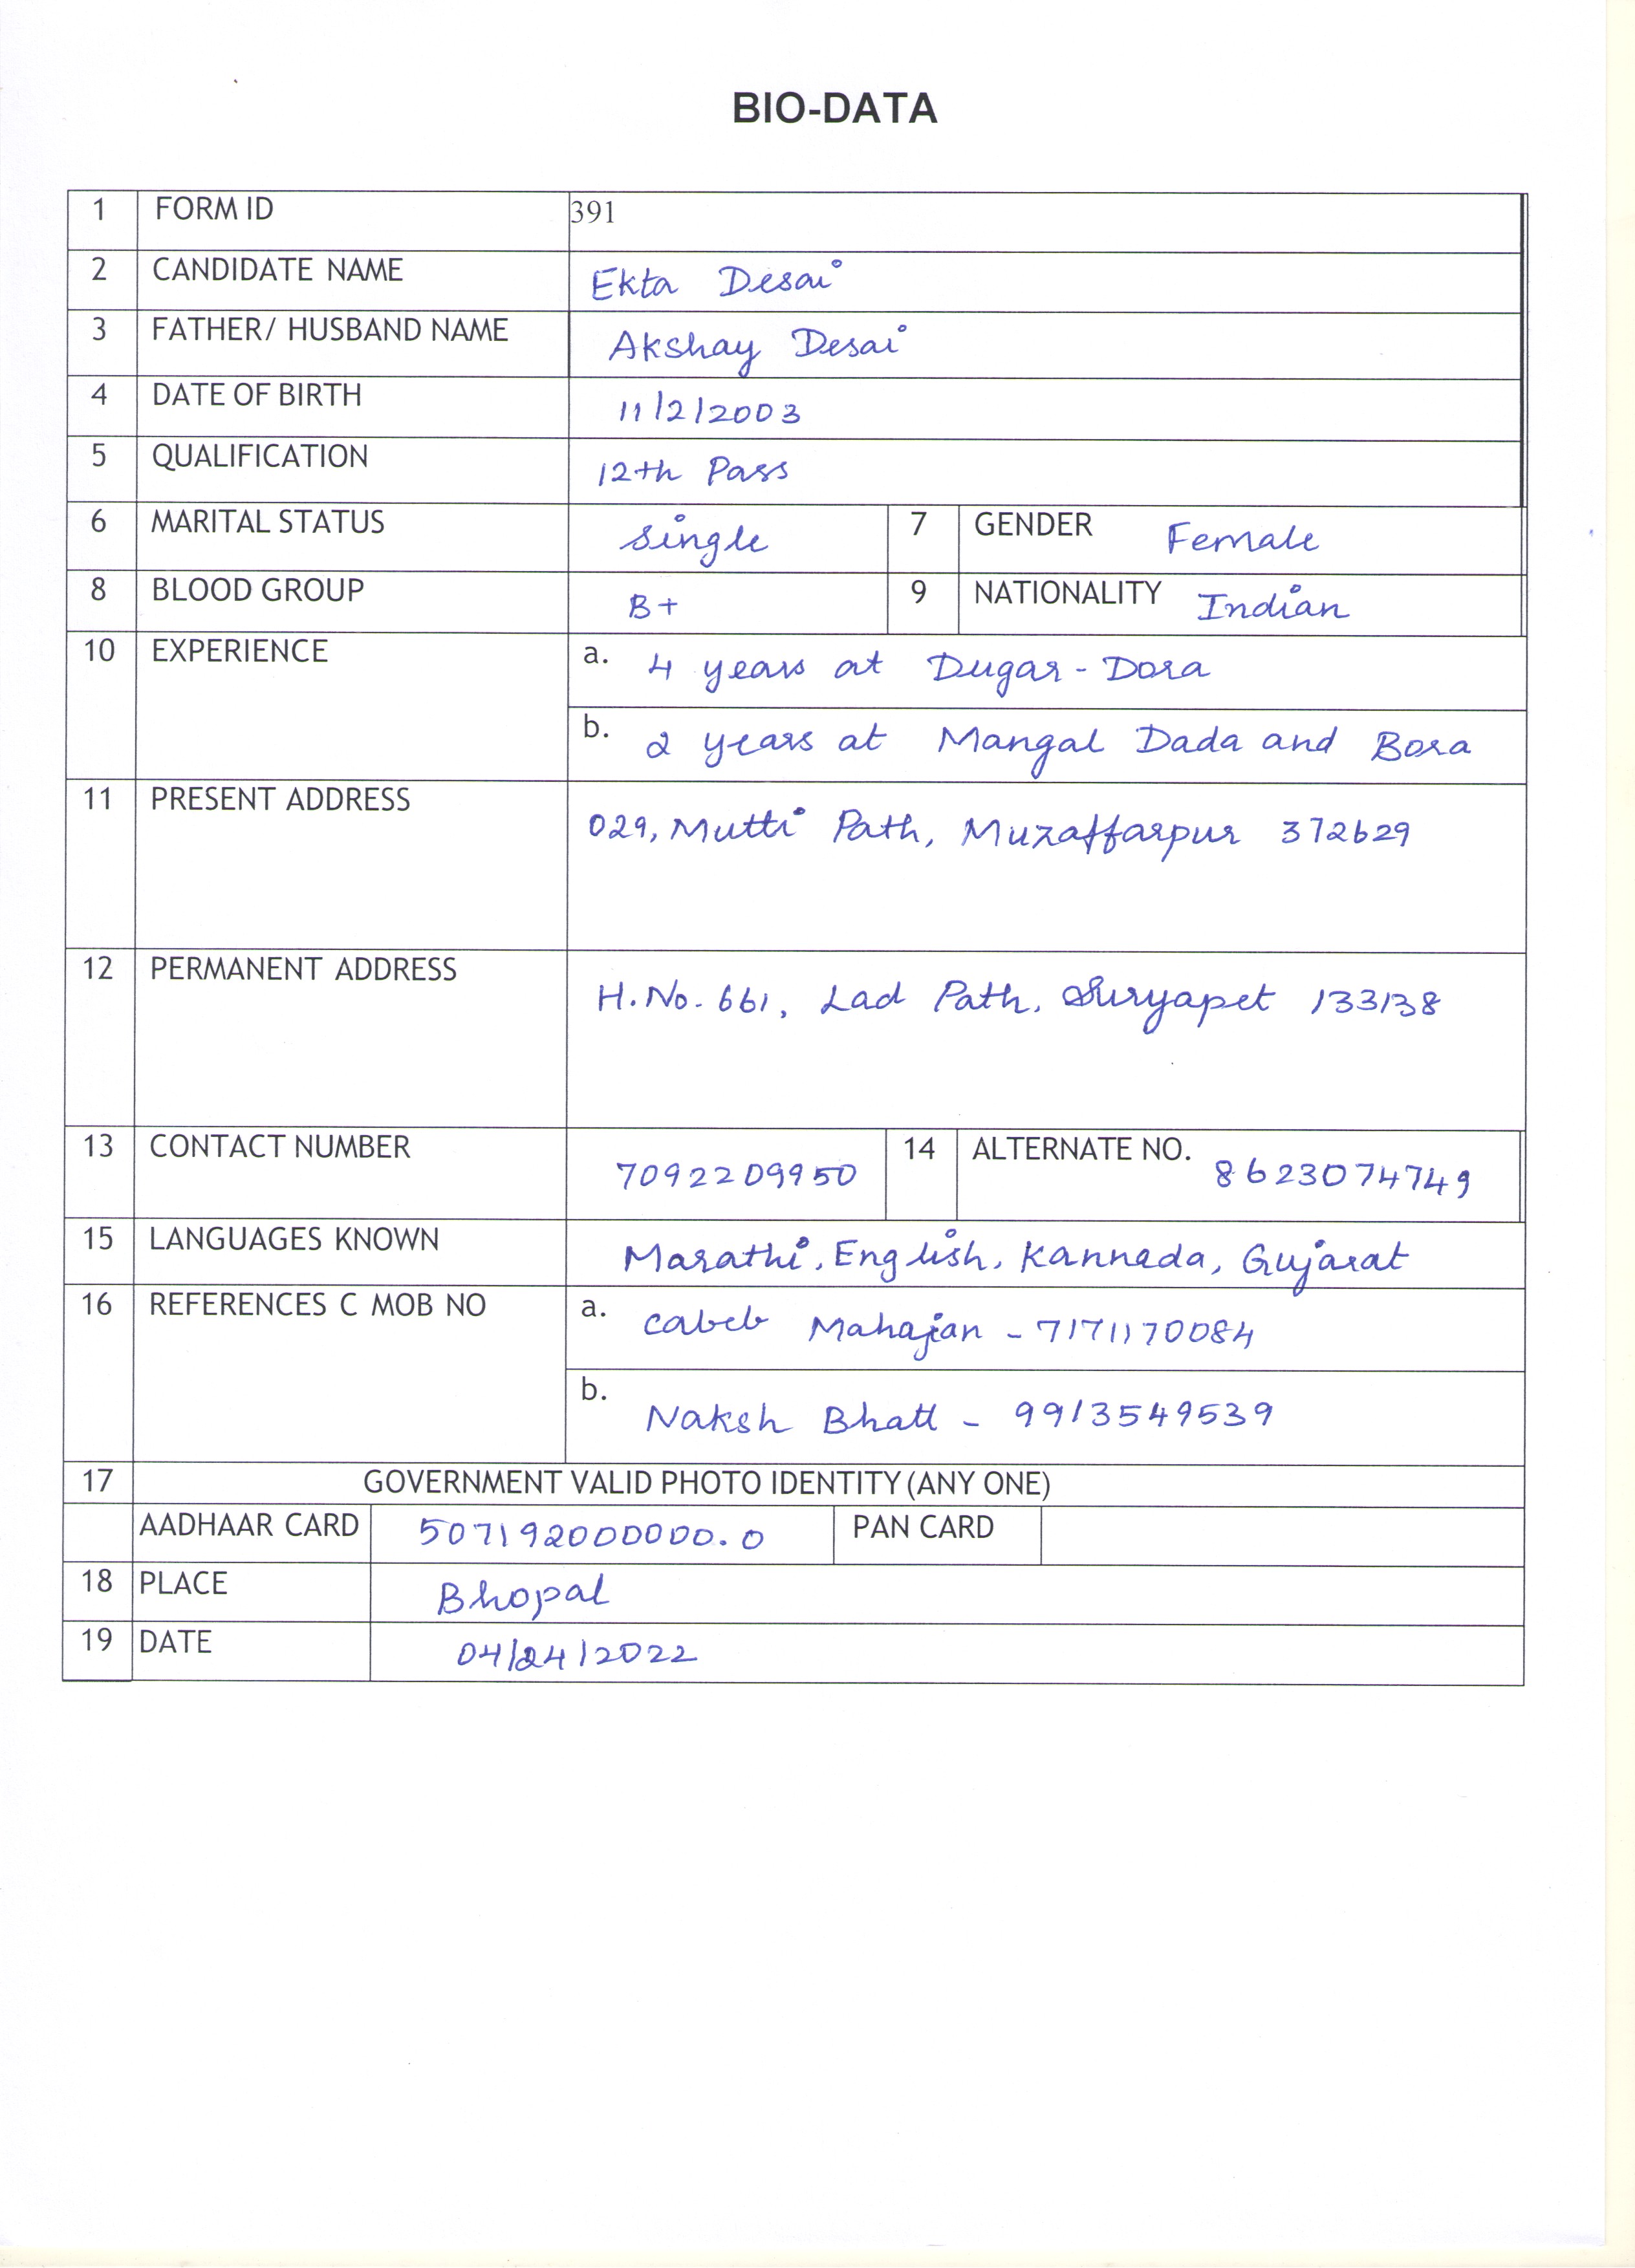 BIO-DATA
1 FORM ID 391
2 CANDIDATE NAME Ekta Desai
3 FATHER/ HUSBAND NAME Akshay Desai
4 DATE OF BIRTH 11/2/2003
5 QUALIFICATION 12th Pass
6 MARITAL STATUS Single 7 GENDER Female
8 BLOOD GROUP B+ 9 NATIONALITY Indian
10 EXPERIENCE a. 4 years at Dugar-Dora
b. 2 years at Mangal Dada and Bora
11 PRESENT ADDRESS 029, Mutti Path, Muzaffarpur 372629
12 PERMANENT ADDRESS H.No. 661, Lad Path, Suryapet 133138
13 CONTACT NUMBER 7092209950 14 ALTERNATE NO. 8623074749
15 LANGUAGES KNOWN Marathi, English, Kannada, Gujarat
16 REFERENCES C MOB NO a. Cabeb Mahajan - 7171170084
b. Naksh Bhatt - 9913549539
17 GOVERNMENT VALID PHOTO IDENTITY (ANY ONE)
AADHAAR CARD 507192000000.0 PAN CARD
18 PLACE Bhopal
19 DATE 04/24/2022